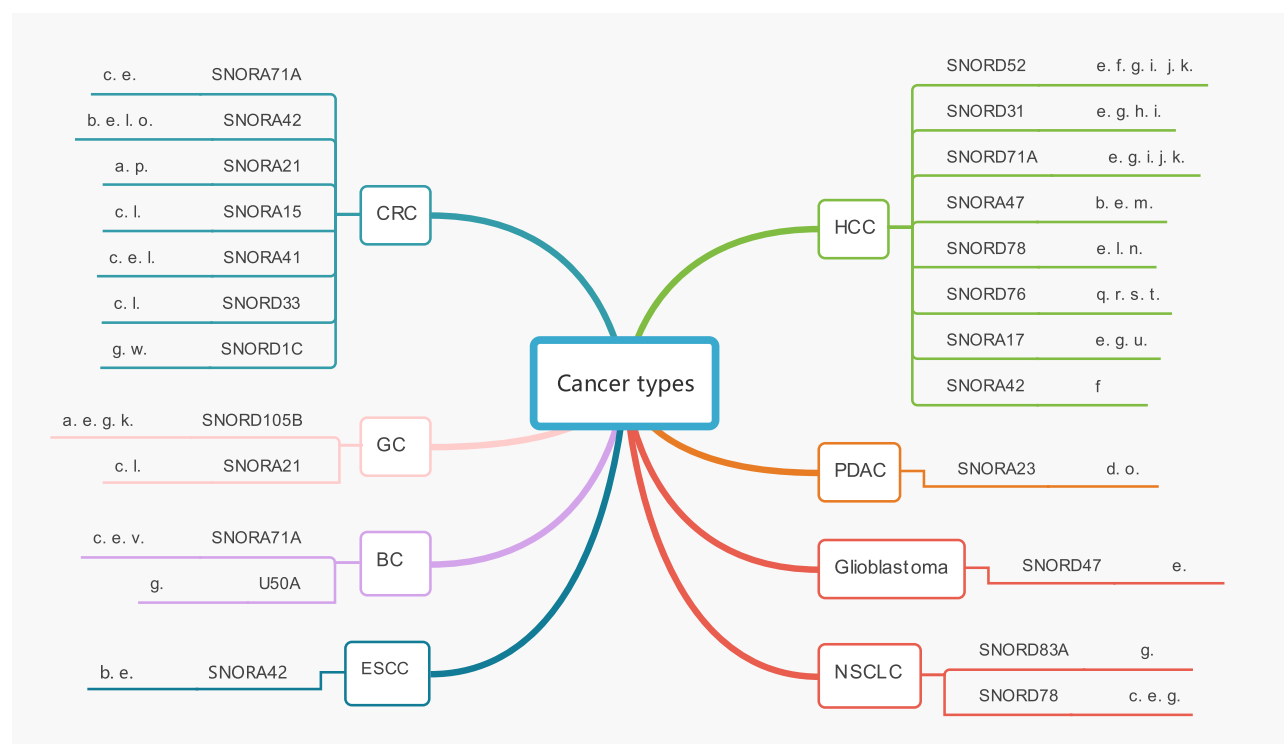 c. e. SNORA71A
b. e. l. o. SNORA42
a. p. SNORA21
c. l. SNORA15
c. e. l. SNORA41
c. l. SNORD33
g. w. SNORD1C
CRC
a. e. g. k. SNORD105B
c. l. SNORA21
GC
c. e. v. SNORA71A
g. U50A
BC
b. e. SNORA42
ESCC
Cancer types
HCC
SNORD52 e. f. g. i. j. k.
SNORD31 e. g. h. i.
SNORD71A e. g. i. j. k.
SNORA47 b. e. m.
SNORD78 e. l. n.
SNORD76 q. r. s. t.
SNORA17 e. g. u.
SNORA42 f
PDAC
SNORA23 d. o.
Glioblastoma
SNORD47 e.
NSCLC
SNORD83A g.
SNORD78 c. e. g.